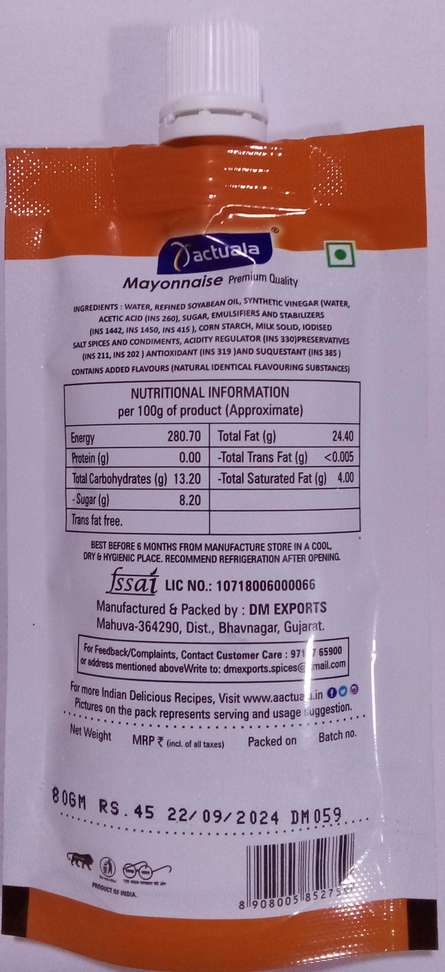 actuala ®
Mayonnaise Premium Quality
INGREDIENTS : WATER, REFINED SOYABEAN OIL, SYNTHETIC VINEGAR (WATER,
ACETIC ACID (INS 260), SUGAR, EMULSIFIERS AND STABILIZERS
(INS 1442, INS 1450, INS 415 ), CORN STARCH, MILK SOLID, IODISED
SALT SPICES AND CONDIMENTS, ACIDITY REGULATOR (INS 330)PRESERVATIVES
(INS 211, INS 202 ) ANTIOXIDANT (INS 319 )AND SUQUESTANT (INS 385 )
CONTAINS ADDED FLAVOURS (NATURAL IDENTICAL FLAVOURING SUBSTANCES)
NUTRITIONAL INFORMATION
per 100g of product (Approximate)
Energy 280.70 Total Fat (g) 24.40
Protein (g) 0.00 -Total Trans Fat (g) <0.005
Total Carbohydrates (g) 13.20 -Total Saturated Fat (g) 4.00
- Sugar (g) 8.20
Trans fat free.
BEST BEFORE 6 MONTHS FROM MANUFACTURE STORE IN A COOL,
DRY & HYGIENIC PLACE. RECOMMEND REFRIGERATION AFTER OPENING.
fssai LIC NO.: 10718006000066
Manufactured & Packed by : DM EXPORTS
Mahuva-364290, Dist., Bhavnagar, Gujarat.
For Feedback/Complaints, Contact Customer Care : 65900
or address mentioned aboveWrite to:
For more Indian Delicious Recipes, Visit
Pictures on the pack represents serving and usage suggestion.
Net Weight MRP ₹ (incl. of all taxes) Packed on Batch no.
80GM RS.45 22/09/2024 DM059
PRODUCT OF INDIA.
8 908005 8527